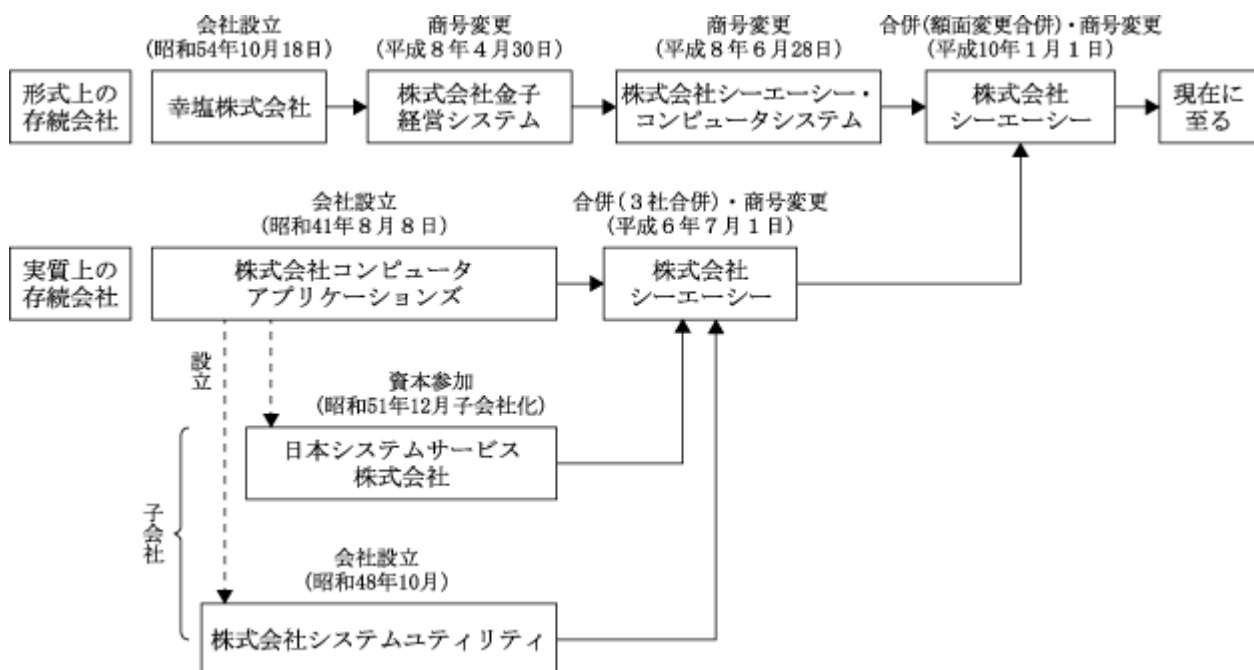 会社設立
(昭和54年10月18日)
商号変更
(平成8年4月30日)
商号変更
(平成8年6月28日)
合併(額面変更合併)・商号変更
(平成10年1月1日)
形式上の
存続会社
幸塩株式会社
株式会社金子
経営システム
株式会社シーエーシー・
コンピュータシステム
株式会社
シーエーシー
現在に
至る
会社設立
(昭和41年8月8日)
合併(3社合併)・商号変更
(平成6年7月1日)
実質上の
存続会社
株式会社コンピュータ
アプリケーションズ
株式会社
シーエーシー
設立
資本参加
(昭和51年12月子会社化)
日本システムサービス
株式会社
子会社
会社設立
(昭和48年10月)
株式会社システムユティリティ